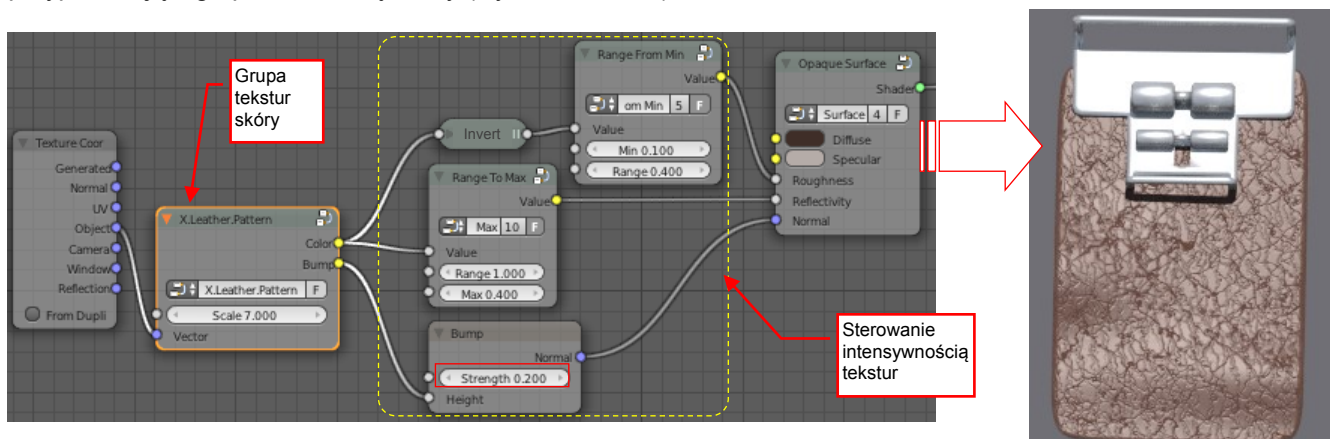 Grupa
tekstur
skóry
Texture Coor
Generated
Normal
UV
Object
Camera
Window
Reflection
From Dupli
X.Leather.Pattern
Color
Bump
X.Leather.Pattern F
Scale 7.000
Vector
Invert
Range To Max
Value
Max 10 F
Value
Range 1.000
Max 0.400
Bump
Normal
Strength 0.200
Height
Range From Min
Value
om Min 5 F
Value
Min 0.100
Range 0.400
Opaque Surface
Shader
Surface 4 F
Diffuse
Specular
Roughness
Reflectivity
Normal
Sterowanie
intensywnością
tekstur